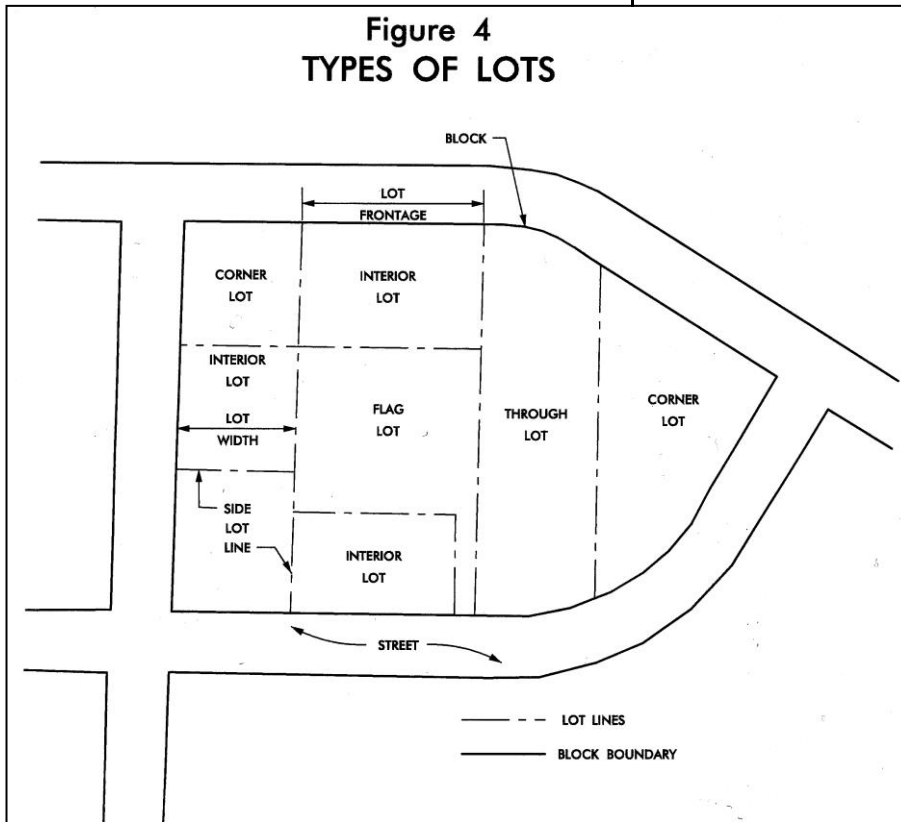 Figure 4
TYPES OF LOTS
BLOCK
LOT
FRONTAGE
CORNER
LOT
INTERIOR
LOT
INTERIOR
LOT
LOT
WIDTH
FLAG
LOT
THROUGH
LOT
CORNER
LOT
SIDE
LOT
LINE
INTERIOR
LOT
STREET
LOT LINES
BLOCK BOUNDARY